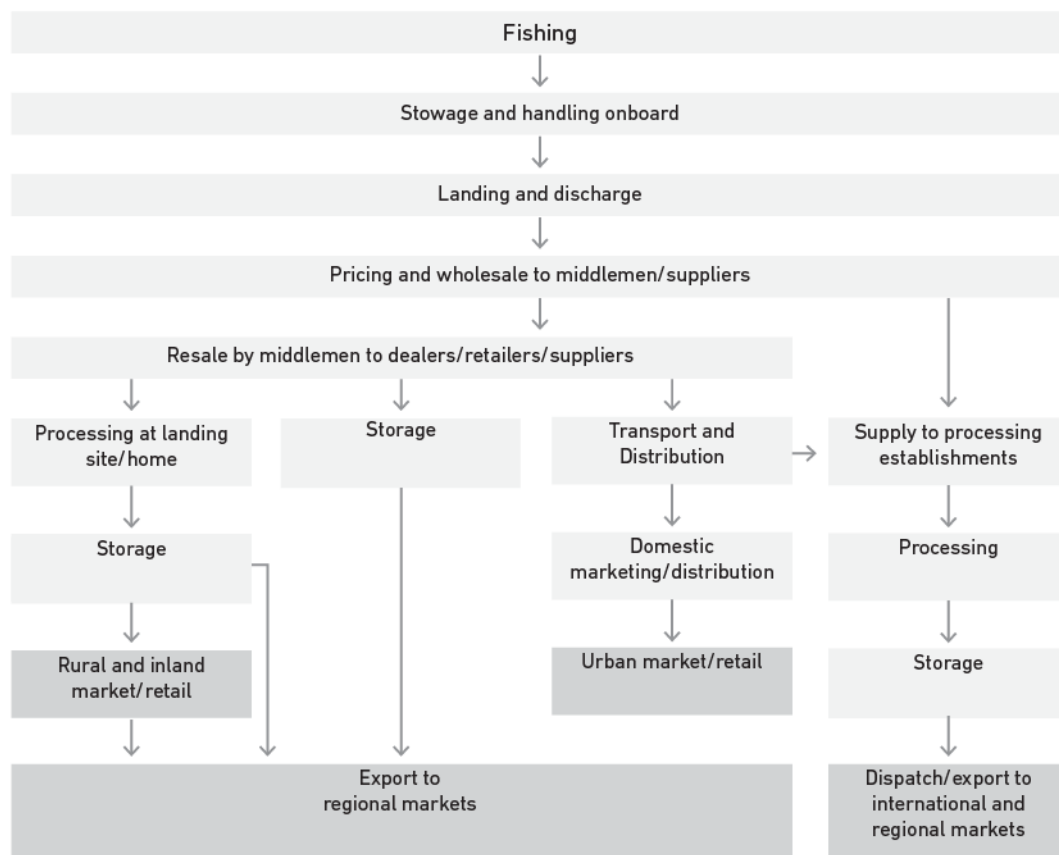 Fishing
Stowage and handling onboard
Landing and discharge
Pricing and wholesale to middlemen/suppliers
Resale by middlemen to dealers/retailers/suppliers
Processing at landing
site/home
Storage
Transport and
Distribution
Supply to processing
establishments
Storage
Domestic
marketing/distribution
Processing
Rural and inland
market/retail
Urban market/retail
Storage
Export to
regional markets
Dispatch/export to
international and
regional markets